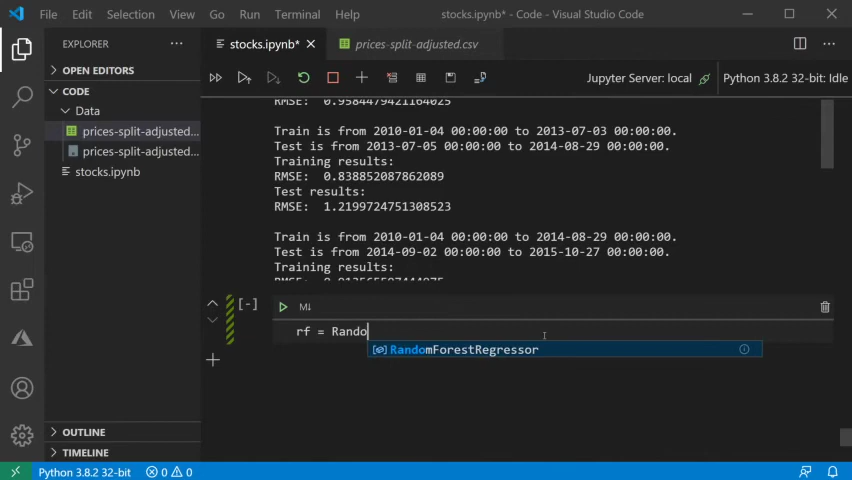 File Edit Selection View Go Run Terminal Help stocks.ipynb* - Code - Visual Studio Code
EXPLORER
stocks.ipynb*
prices-split-adjusted.csv
OPEN EDITORS
CODE
Data
prices-split-adjusted...
prices-split-adjusted...
stocks.ipynb
OUTLINE
TIMELINE
Jupyter Server: local Python 3.8.2 32-bit: Idle
RMSE: 0.9584479421164025
Train is from 2010-01-04 00:00:00 to 2013-07-03 00:00:00.
Test is from 2013-07-05 00:00:00 to 2014-08-29 00:00:00.
Training results:
RMSE: 0.838852087862089
Test results:
RMSE: 1.2199724751308523
Train is from 2010-01-04 00:00:00 to 2014-08-29 00:00:00.
Test is from 2014-09-02 00:00:00 to 2015-10-27 00:00:00.
Training results:
[-]
M↓
rf = Rando
RandomForestRegressor
Python 3.8.2 32-bit 0 0